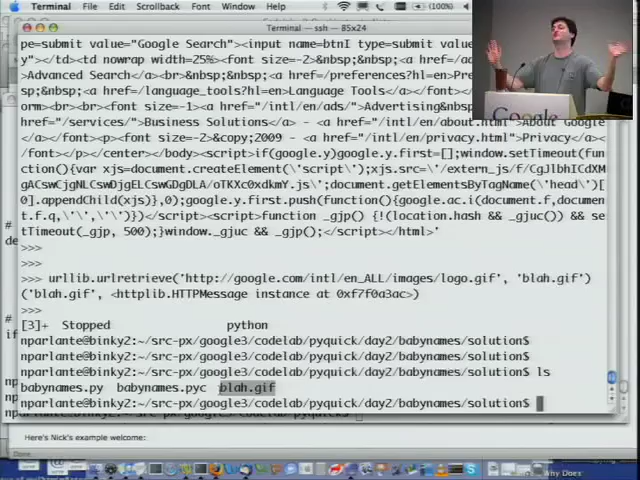 Terminal File Edit Scrollback Font Window Help (100%)
Terminal — ssh — 85x24
pe=submit value="Google Search"><input name=btnI type=submit value=
y"></td><td nowrap width=25%><font size=-2>&nbsp;&nbsp;<a href=/ad
>Advanced Search</a><br>&nbsp;&nbsp;<a href=/preferences?hl=en>Pre
&nbsp;&nbsp;<a href=/language_tools?hl=en>Language Tools</a></font
orm><br><br><font size=-1><a href="/intl/en/ads/">Advertising&nbsp
"/services/">Business Solutions</a> - <a href="/intl/en/about.html">About Google
</a></font><p><font size=-2>&copy;2009 - <a href="/intl/en/privacy.html">Privacy</a>
</font></p></center></body><script>if(google.y)google.y.first=[];window.setTimeout(fun
ction(){var xjs=document.createElement(\'script\');xjs.src=\'/extern_js/f/CgJlbhICdXM
document.getElementsByTagName(\'head\')[
0].appendChild(xjs)},0);google.y.first.push(function(){google.ac.i(document.f,documen
t.f.q,\'\',\'\')})</script><script>function _gjp() {!(location.hash && _gjuc()) && se
tTimeout(_gjp, 500);}window._gjuc && _gjp();</script></html>'
>>>
>>>
>>> urllib.urlretrieve('http://google.com/intl/en_ALL/images/logo.gif', 'blah.gif')
('blah.gif', <httplib.HTTPMessage instance at 0xf7f0a3ac>)
>>>
[3]+ Stopped python
nparlante@binky2:~/src-px/google3/codelab/pyquick/day2/babynames/solution$
nparlante@binky2:~/src-px/google3/codelab/pyquick/day2/babynames/solution$
nparlante@binky2:~/src-px/google3/codelab/pyquick/day2/babynames/solution$ ls
babynames.py babynames.pyc blah.gif
nparlante@binky2:~/src-px/google3/codelab/pyquick/day2/babynames/solution$
Here's Nick's example welcome:
Done
Google
Why Does